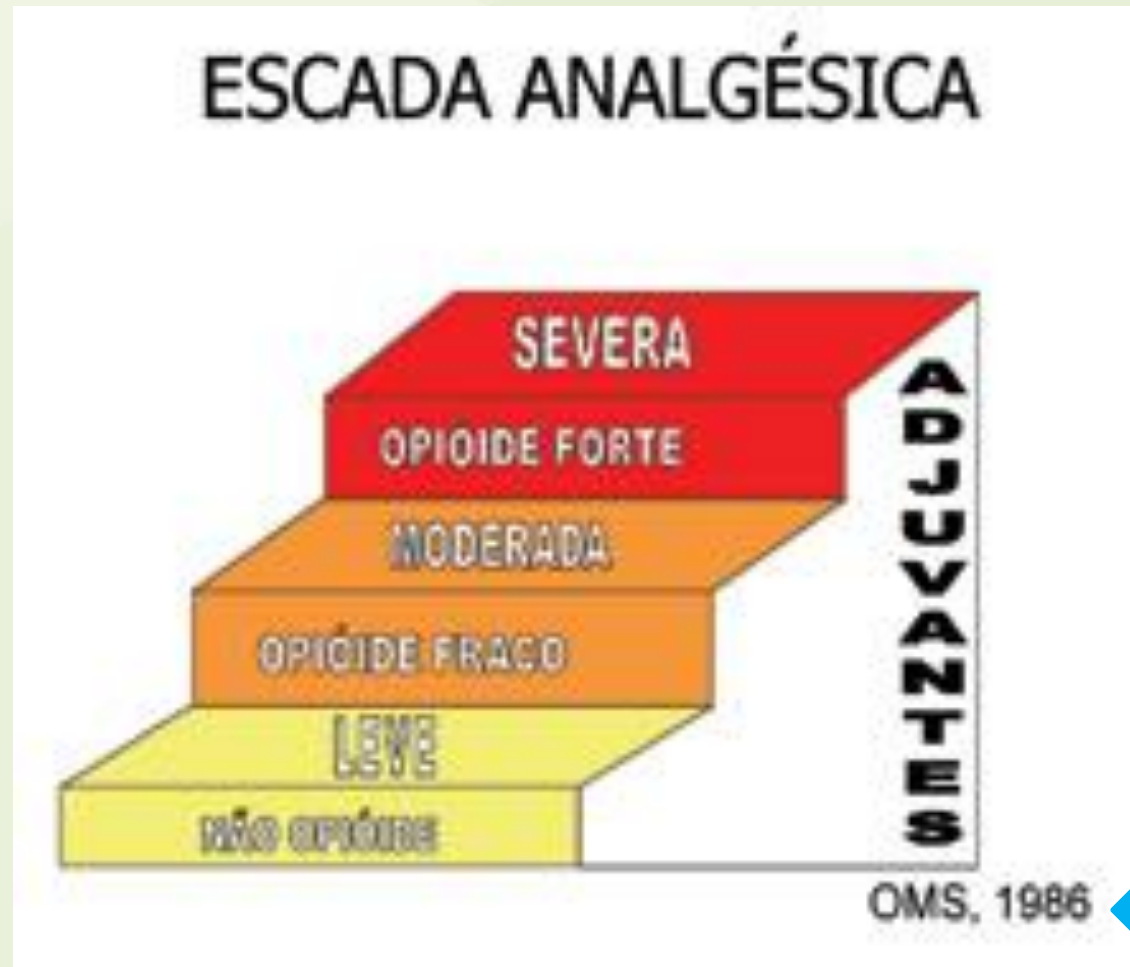 ESCADA ANALGÉSICA
SEVERA
OPIOIDE FORTE
MODERADA
OPIÓIDE FRACO
LEVE
NÃO OPIÓIDE
ADJUVANTES
OMS, 1986